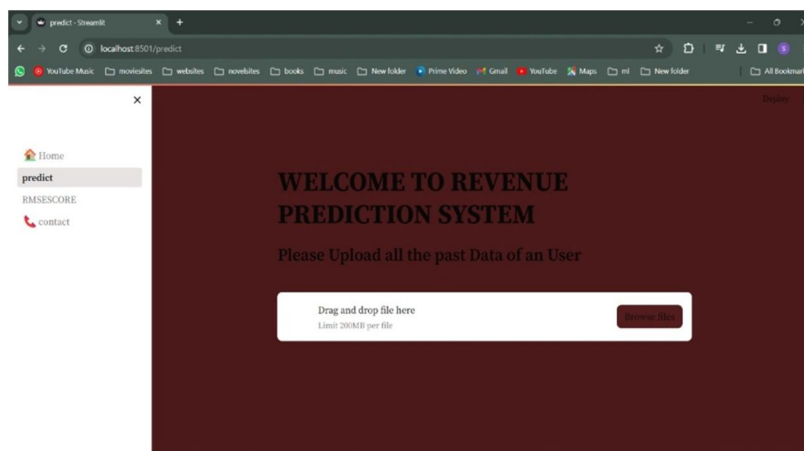 predict · Streamlit
localhost:8501/predict
YouTube Music moviesites websites novelsites books music New folder Prime Video Gmail YouTube Maps ml New folder All Bookmar
Deploy
Home
predict
RMSESCORE
contact
WELCOME TO REVENUE
PREDICTION SYSTEM
Please Upload all the past Data of an User
Drag and drop file here
Limit 200MB per file
Browse files